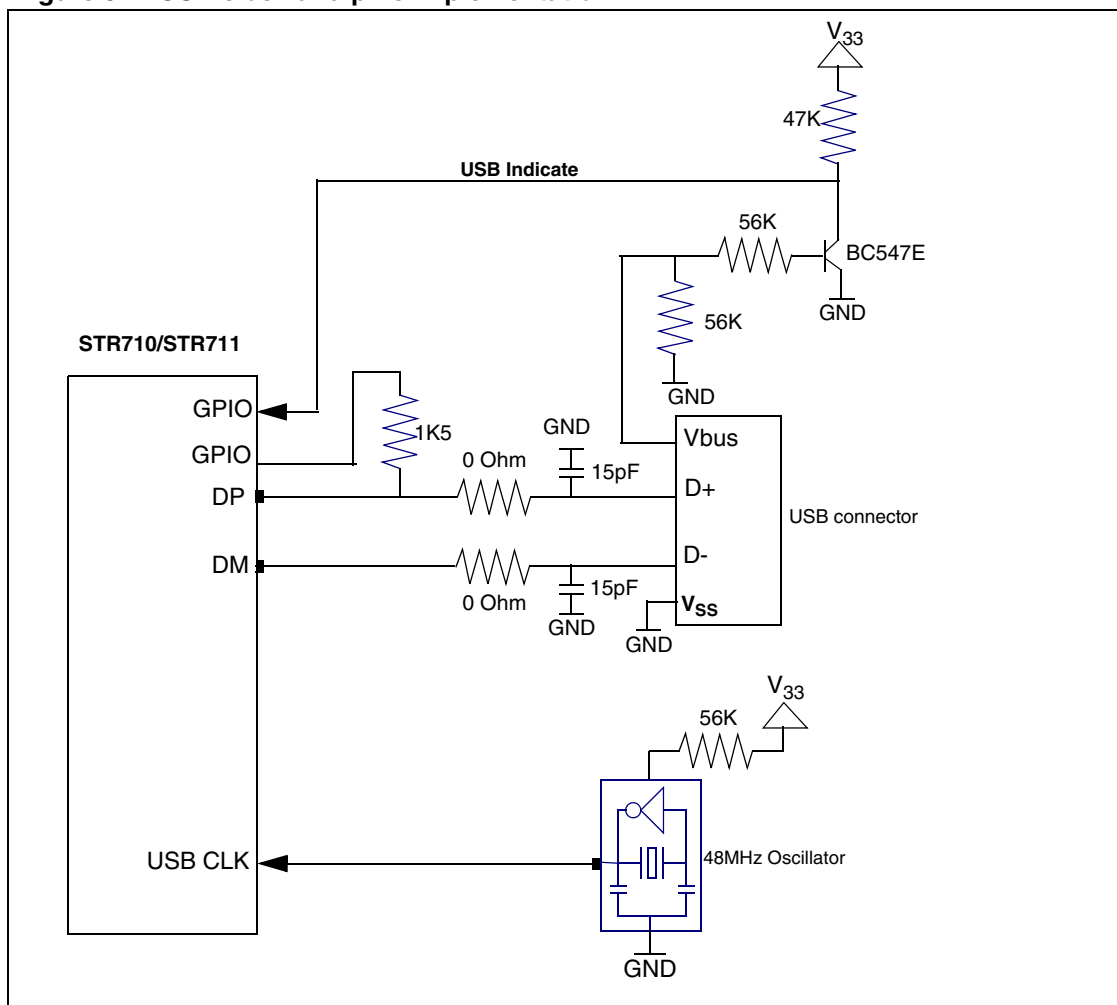 V33
47K
USB Indicate
56K
BC547E
GND
56K
GND
STR710/STR711
GPIO
GPIO
1K5
DP
0 Ohm
GND
15pF
Vbus
D+
USB connector
DM
D-
0 Ohm
15pF
GND
VSS
GND
V33
56K
USB CLK
48MHz Oscillator
GND